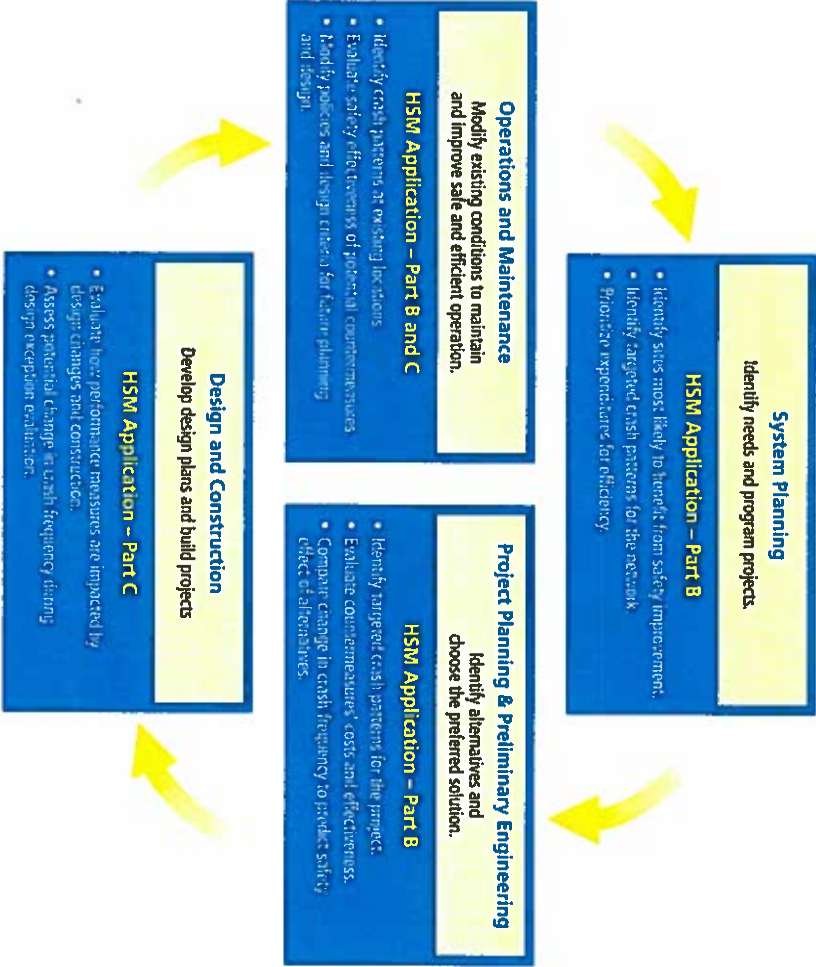 System Planning
Identify needs and program projects.
HSM Application – Part B
• Identify sites most likely to benefit from safety improvement.
• Identify targeted crash patterns for the network
• Prioritize expenditures for efficiency.
Project Planning & Preliminary Engineering
Identify alternatives and
choose the preferred solution.
HSM Application – Part B
• Identify targeted crash patterns for the project.
• Evaluate countermeasures' costs and effectiveness.
• Compare change in crash frequency to predict safety
effect of alternatives.
Design and Construction
Develop design plans and build projects
HSM Application – Part C
• Evaluate how performance measures are impacted by
design changes and construction.
• Assess potential change in crash frequency during
design exception evaluation.
Operations and Maintenance
Modify existing conditions to maintain
and improve safe and efficient operation.
HSM Application – Part B and C
• Identify crash patterns at existing locations
• Evaluate safety effectiveness of potential countermeasures
• Modify policies and design criteria for future planning
and design.